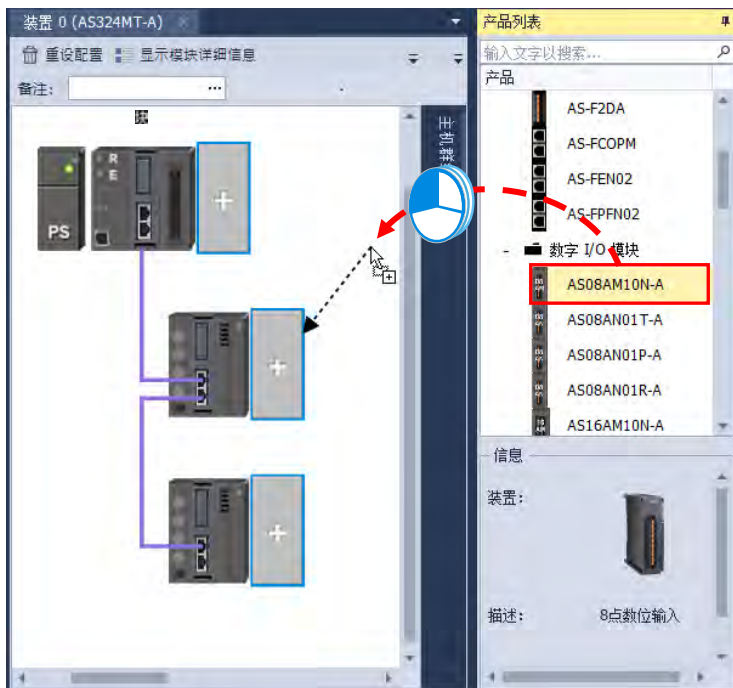 装置 0 (AS324MT-A)
重设配置 显示模块详细信息
备注:
...
R
E
PS
主机群
产品列表
输入文字以搜索...
产品
AS-F2DA
AS-FCOPM
AS-FEN02
AS-FPFN02
- 数字 I/O 模块
AS08AM10N-A
AS08AN01T-A
AS08AN01P-A
AS08AN01R-A
AS16AM10N-A
信息
装置:
描述: 8点数位输入